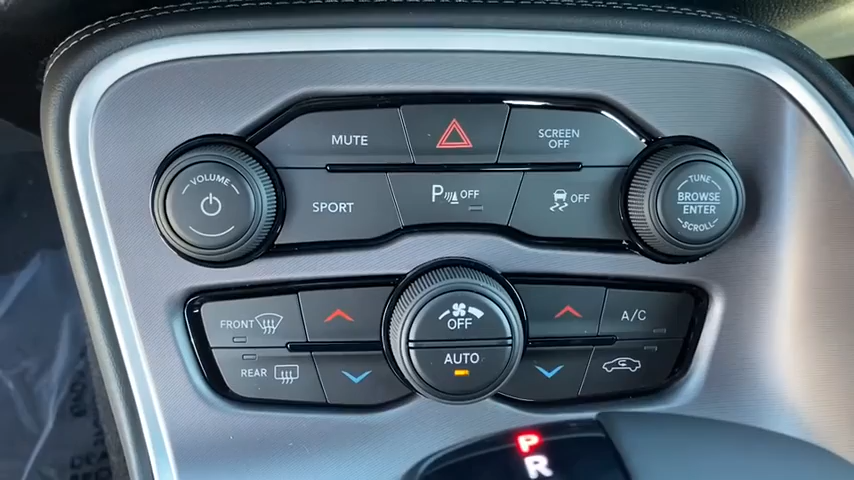 MUTE
SCREEN
OFF
VOLUME
SPORT
P OFF
OFF
TUNE
BROWSE
ENTER
SCROLL
FRONT
OFF
A/C
REAR
AUTO
P
R